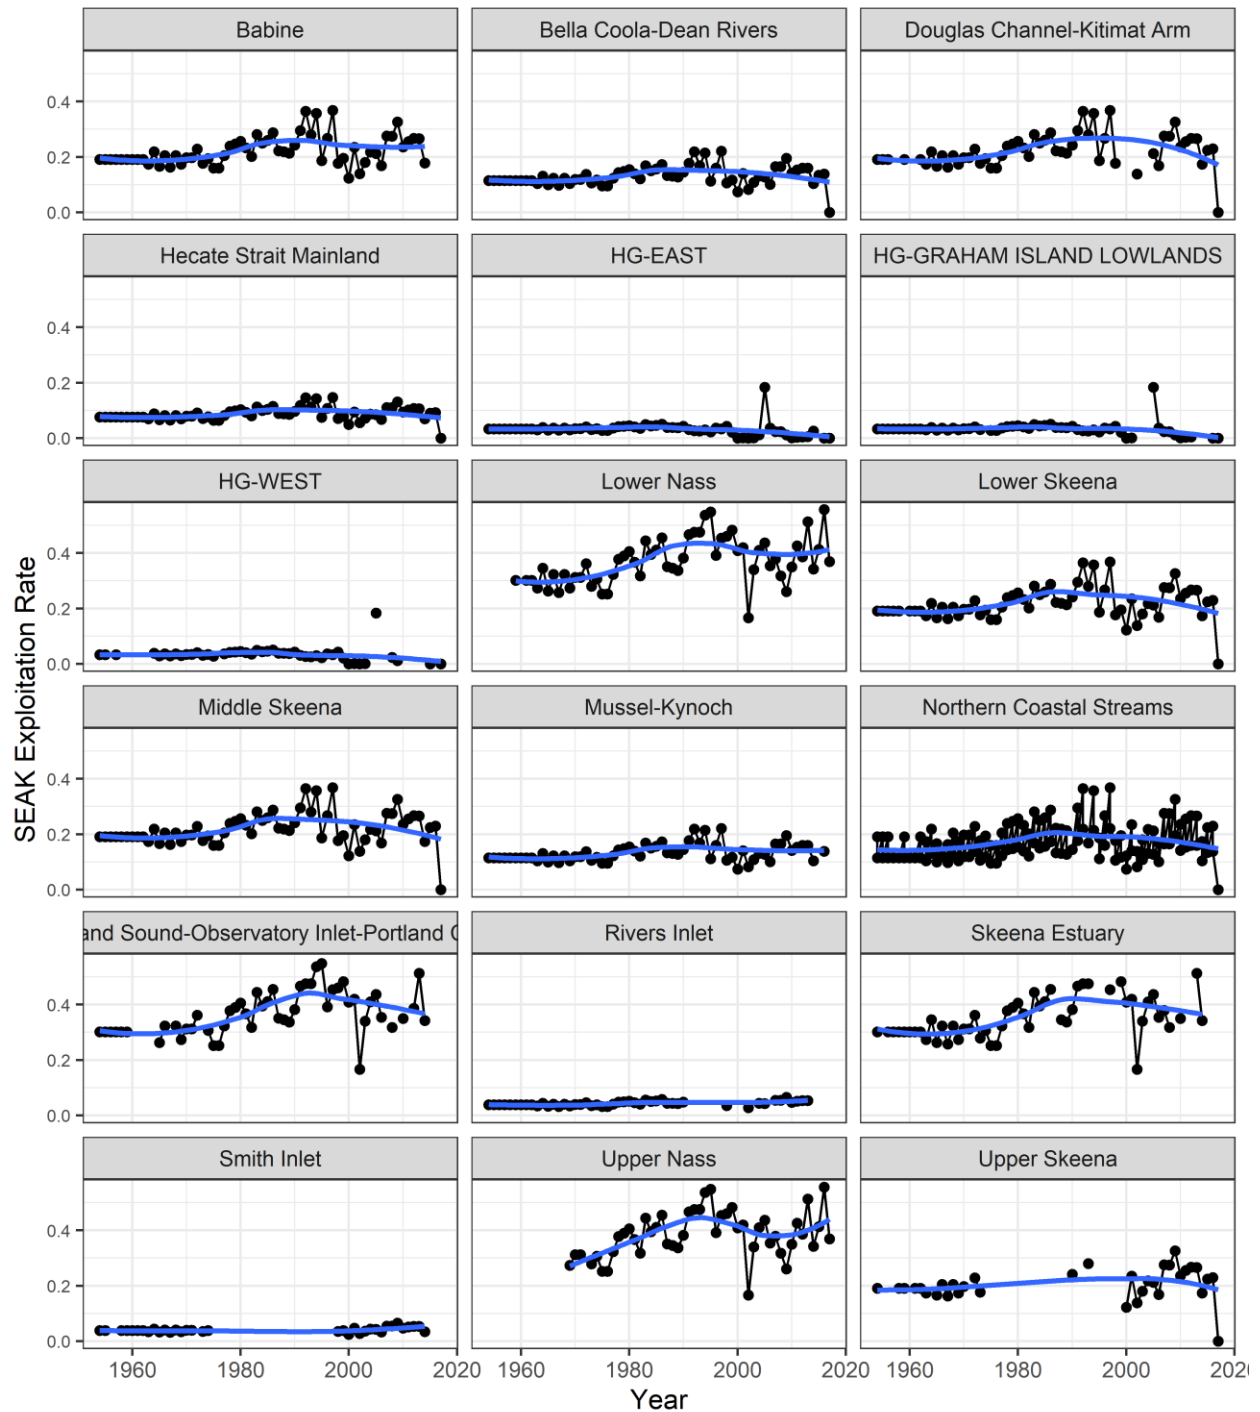 Babine
Bella Coola-Dean Rivers
Douglas Channel-Kitimat Arm
0.4
0.2
0.0
Hecate Strait Mainland
HG-EAST
HG-GRAHAM ISLAND LOWLANDS
0.4
0.2
0.0
HG-WEST
Lower Nass
Lower Skeena
0.4
0.2
0.0
SEAK Exploitation Rate
Middle Skeena
Mussel-Kynoch
Northern Coastal Streams
0.4
0.2
0.0
and Sound-Observatory Inlet-Portland C
Rivers Inlet
Skeena Estuary
0.4
0.2
0.0
Smith Inlet
Upper Nass
Upper Skeena
0.4
0.2
0.0
1960 1980 2000 2020
1960 1980 2000 2020
1960 1980 2000 2020
Year